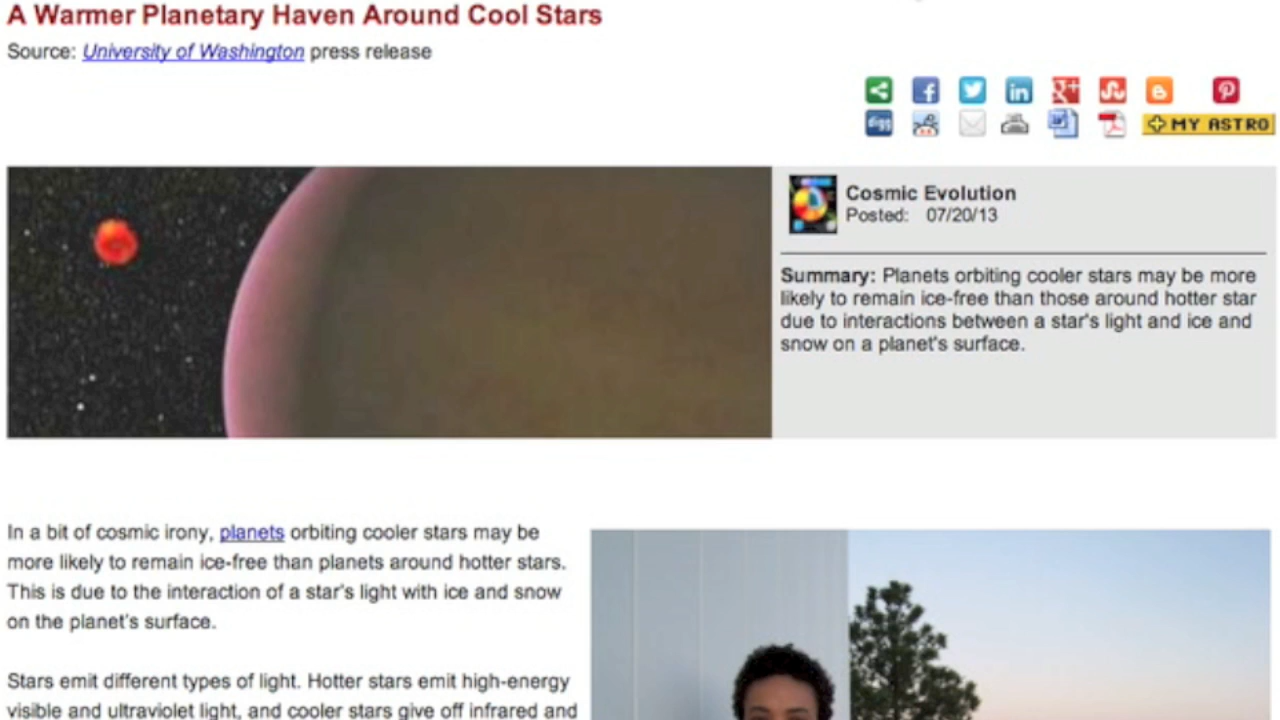 A Warmer Planetary Haven Around Cool Stars
Source: University of Washington press release
digg
MY ASTRO
Cosmic Evolution
Posted: 07/20/13
Summary: Planets orbiting cooler stars may be more
likely to remain ice-free than those around hotter star
due to interactions between a star's light and ice and
snow on a planet's surface.
In a bit of cosmic irony, planets orbiting cooler stars may be
more likely to remain ice-free than planets around hotter stars.
This is due to the interaction of a star's light with ice and snow
on the planet's surface.
Stars emit different types of light. Hotter stars emit high-energy
visible and ultraviolet light, and cooler stars give off infrared and